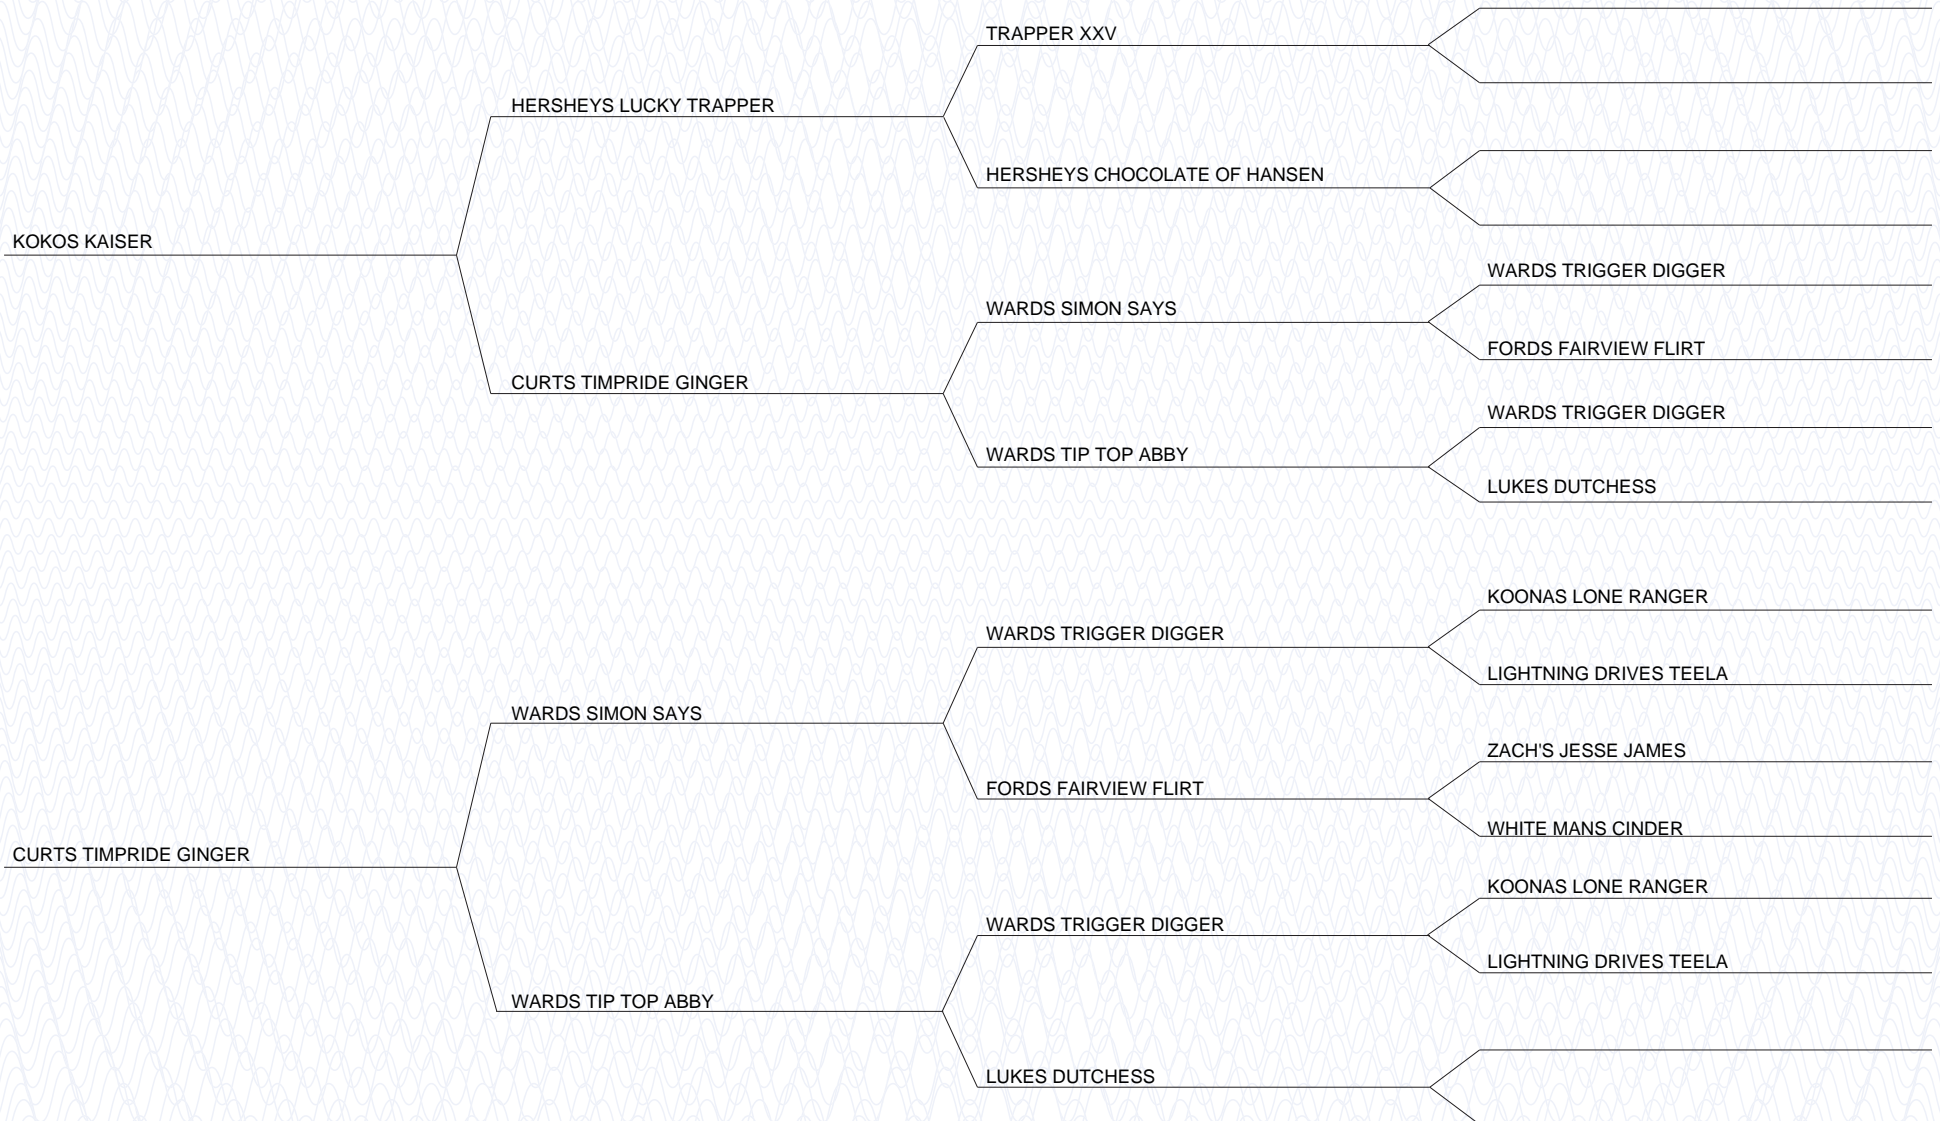 TRAPPER XXV
HERSHEYS LUCKY TRAPPER
HERSHEYS CHOCOLATE OF HANSEN
KOKOS KAISER
WARDS TRIGGER DIGGER
WARDS SIMON SAYS
FORDS FAIRVIEW FLIRT
CURTS TIMPRIDE GINGER
WARDS TRIGGER DIGGER
WARDS TIP TOP ABBY
LUKES DUTCHESS
KOONAS LONE RANGER
WARDS TRIGGER DIGGER
LIGHTNING DRIVES TEELA
WARDS SIMON SAYS
ZACH'S JESSE JAMES
FORDS FAIRVIEW FLIRT
WHITE MANS CINDER
CURTS TIMPRIDE GINGER
KOONAS LONE RANGER
WARDS TRIGGER DIGGER
LIGHTNING DRIVES TEELA
WARDS TIP TOP ABBY
LUKES DUTCHESS